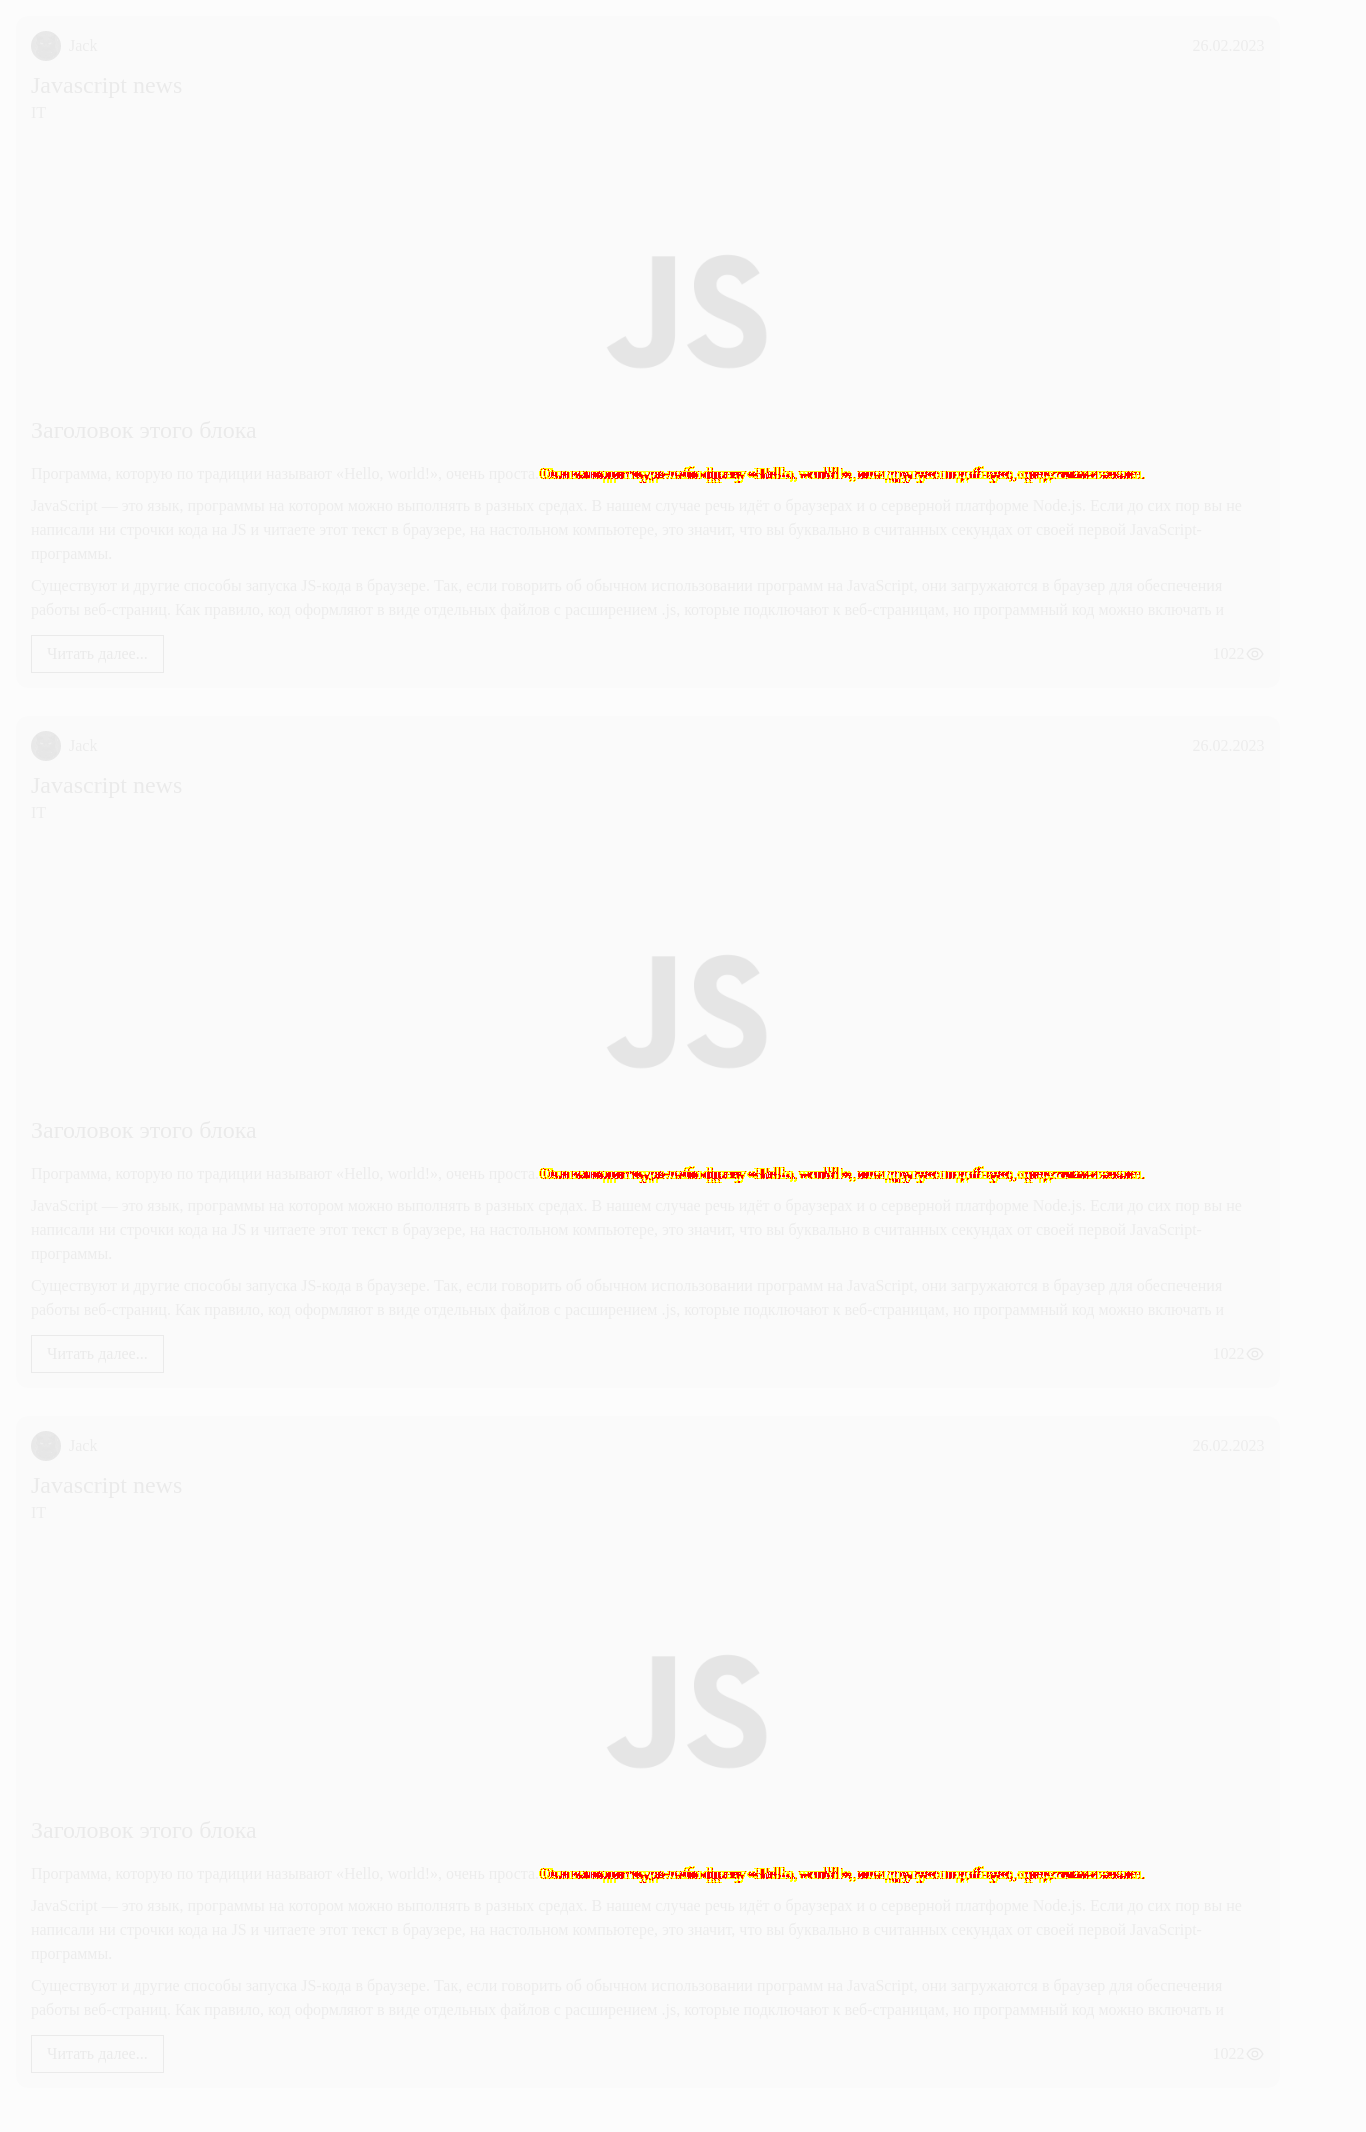 Jack
26.02.2023
Javascript news
IT
JS
Заголовок этого блока
Программа, которую по традиции называют «Hello, world!», очень проста.
JavaScript — это язык, программы на котором можно выполнять в разных средах. В нашем случае речь идёт о браузерах и о серверной платформе Node.js. Если до сих пор вы не
написали ни строчки кода на JS и читаете этот текст в браузере, на настольном компьютере, это значит, что вы буквально в считанных секундах от своей первой JavaScript-
программы.
Существуют и другие способы запуска JS-кода в браузере. Так, если говорить об обычном использовании программ на JavaScript, они загружаются в браузер для обеспечения
работы веб-страниц. Как правило, код оформляют в виде отдельных файлов с расширением .js, которые подключают к веб-страницам, но программный код можно включать и
Читать далее...
1022
Jack
26.02.2023
Javascript news
IT
JS
Заголовок этого блока
Программа, которую по традиции называют «Hello, world!», очень проста.
JavaScript — это язык, программы на котором можно выполнять в разных средах. В нашем случае речь идёт о браузерах и о серверной платформе Node.js. Если до сих пор вы не
написали ни строчки кода на JS и читаете этот текст в браузере, на настольном компьютере, это значит, что вы буквально в считанных секундах от своей первой JavaScript-
программы.
Существуют и другие способы запуска JS-кода в браузере. Так, если говорить об обычном использовании программ на JavaScript, они загружаются в браузер для обеспечения
работы веб-страниц. Как правило, код оформляют в виде отдельных файлов с расширением .js, которые подключают к веб-страницам, но программный код можно включать и
Читать далее...
1022
Jack
26.02.2023
Javascript news
IT
JS
Заголовок этого блока
Программа, которую по традиции называют «Hello, world!», очень проста.
JavaScript — это язык, программы на котором можно выполнять в разных средах. В нашем случае речь идёт о браузерах и о серверной платформе Node.js. Если до сих пор вы не
написали ни строчки кода на JS и читаете этот текст в браузере, на настольном компьютере, это значит, что вы буквально в считанных секундах от своей первой JavaScript-
программы.
Существуют и другие способы запуска JS-кода в браузере. Так, если говорить об обычном использовании программ на JavaScript, они загружаются в браузер для обеспечения
работы веб-страниц. Как правило, код оформляют в виде отдельных файлов с расширением .js, которые подключают к веб-страницам, но программный код можно включать и
Читать далее...
1022